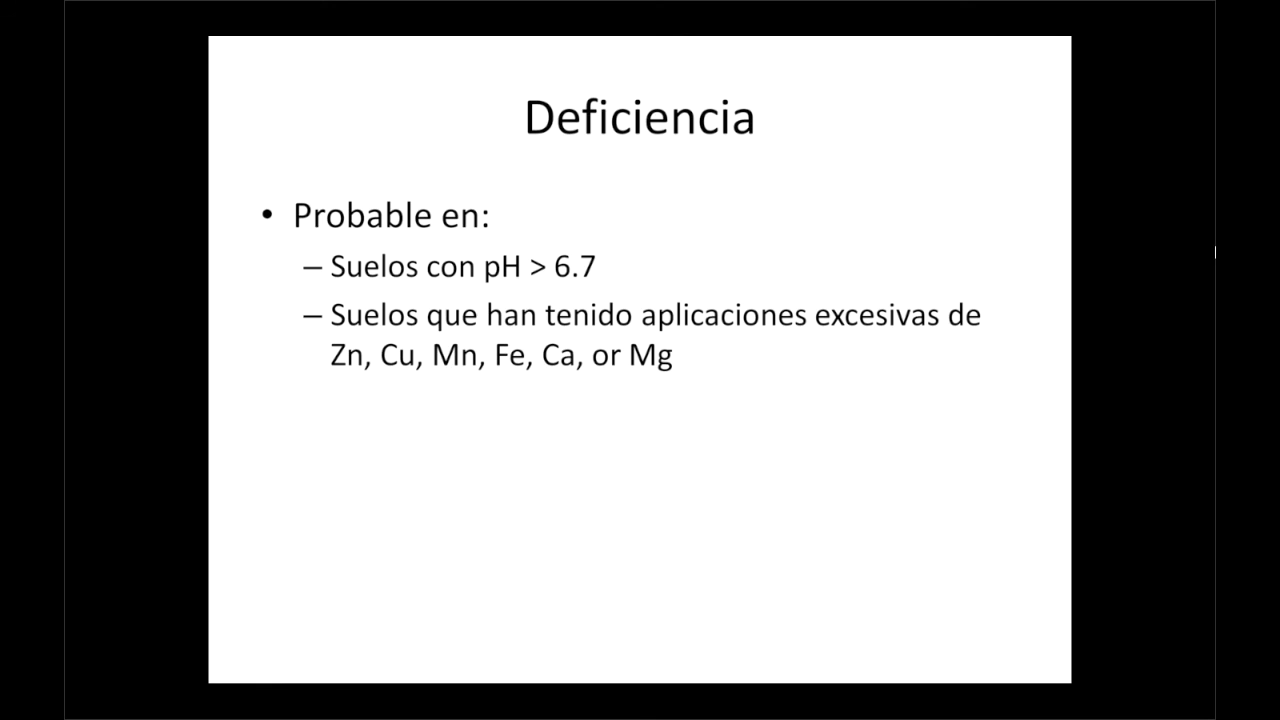 Deficiencia
• Probable en:
– Suelos con pH > 6.7
– Suelos que han tenido aplicaciones excesivas de
Zn, Cu, Mn, Fe, Ca, or Mg